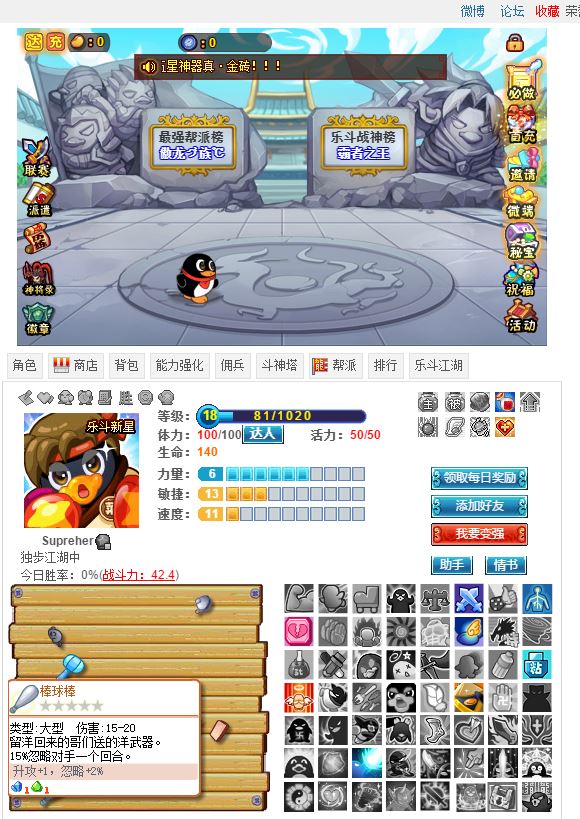 微博 论坛 收藏 荣
达 充 :0 :0
i星神器真·金砖!!!
必做
首充
最强帮派榜
傲龙づ族℃
乐斗战神榜
霸者之王
联赛
邀请
派遣
微端
秘宝
神将录
祝福
徽章
活动
角色 商店 背包 能力强化 佣兵 斗神塔 帮派 排行 乐斗江湖
乐斗新星
等级: 18 81/1020
体力: 100/100 达人 活力: 50/50
生命: 140
力量: 6
敏捷: 13
速度: 11
领取每日奖励
添加好友
我要变强
助手 情书
Supreher
独步江湖中
今日胜率: 0%(战斗力: 42.4)
棒球棒
类型:大型 伤害:15-20
留洋回来的哥们送的洋武器。
15%忽略对手一个回合。
升攻+1, 忽略+2%
1 1
钻